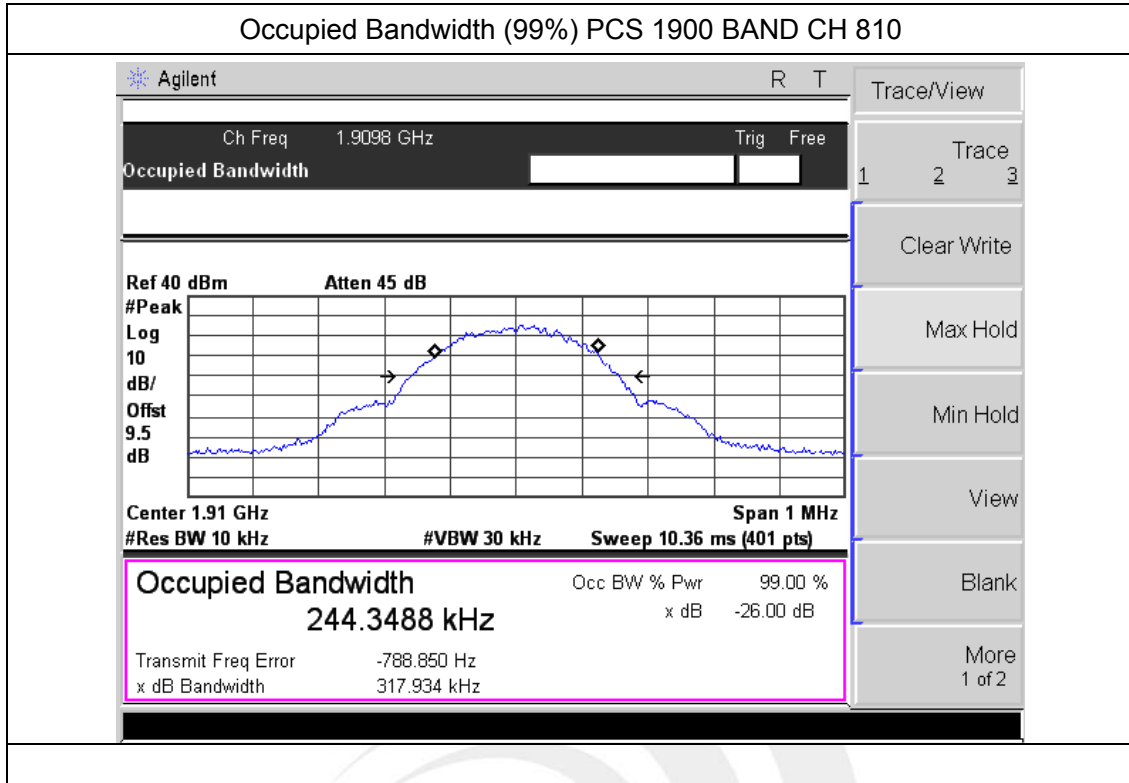 Occupied Bandwidth (99%) PCS 1900 BAND CH 810
Agilent R T
Ch Freq 1.9098 GHz Trig Free
Occupied Bandwidth
Ref 40 dBm Atten 45 dB
#Peak
Log
10
dB/
Offst
9.5
dB
Center 1.91 GHz Span 1 MHz
#Res BW 10 kHz #VBW 30 kHz Sweep 10.36 ms (401 pts)
Occupied Bandwidth Occ BW % Pwr 99.00 %
244.3488 kHz x dB -26.00 dB
Transmit Freq Error -788.850 Hz
x dB Bandwidth 317.934 kHz
Trace/View
Trace
1 2 3
Clear Write
Max Hold
Min Hold
View
Blank
More
1 of 2